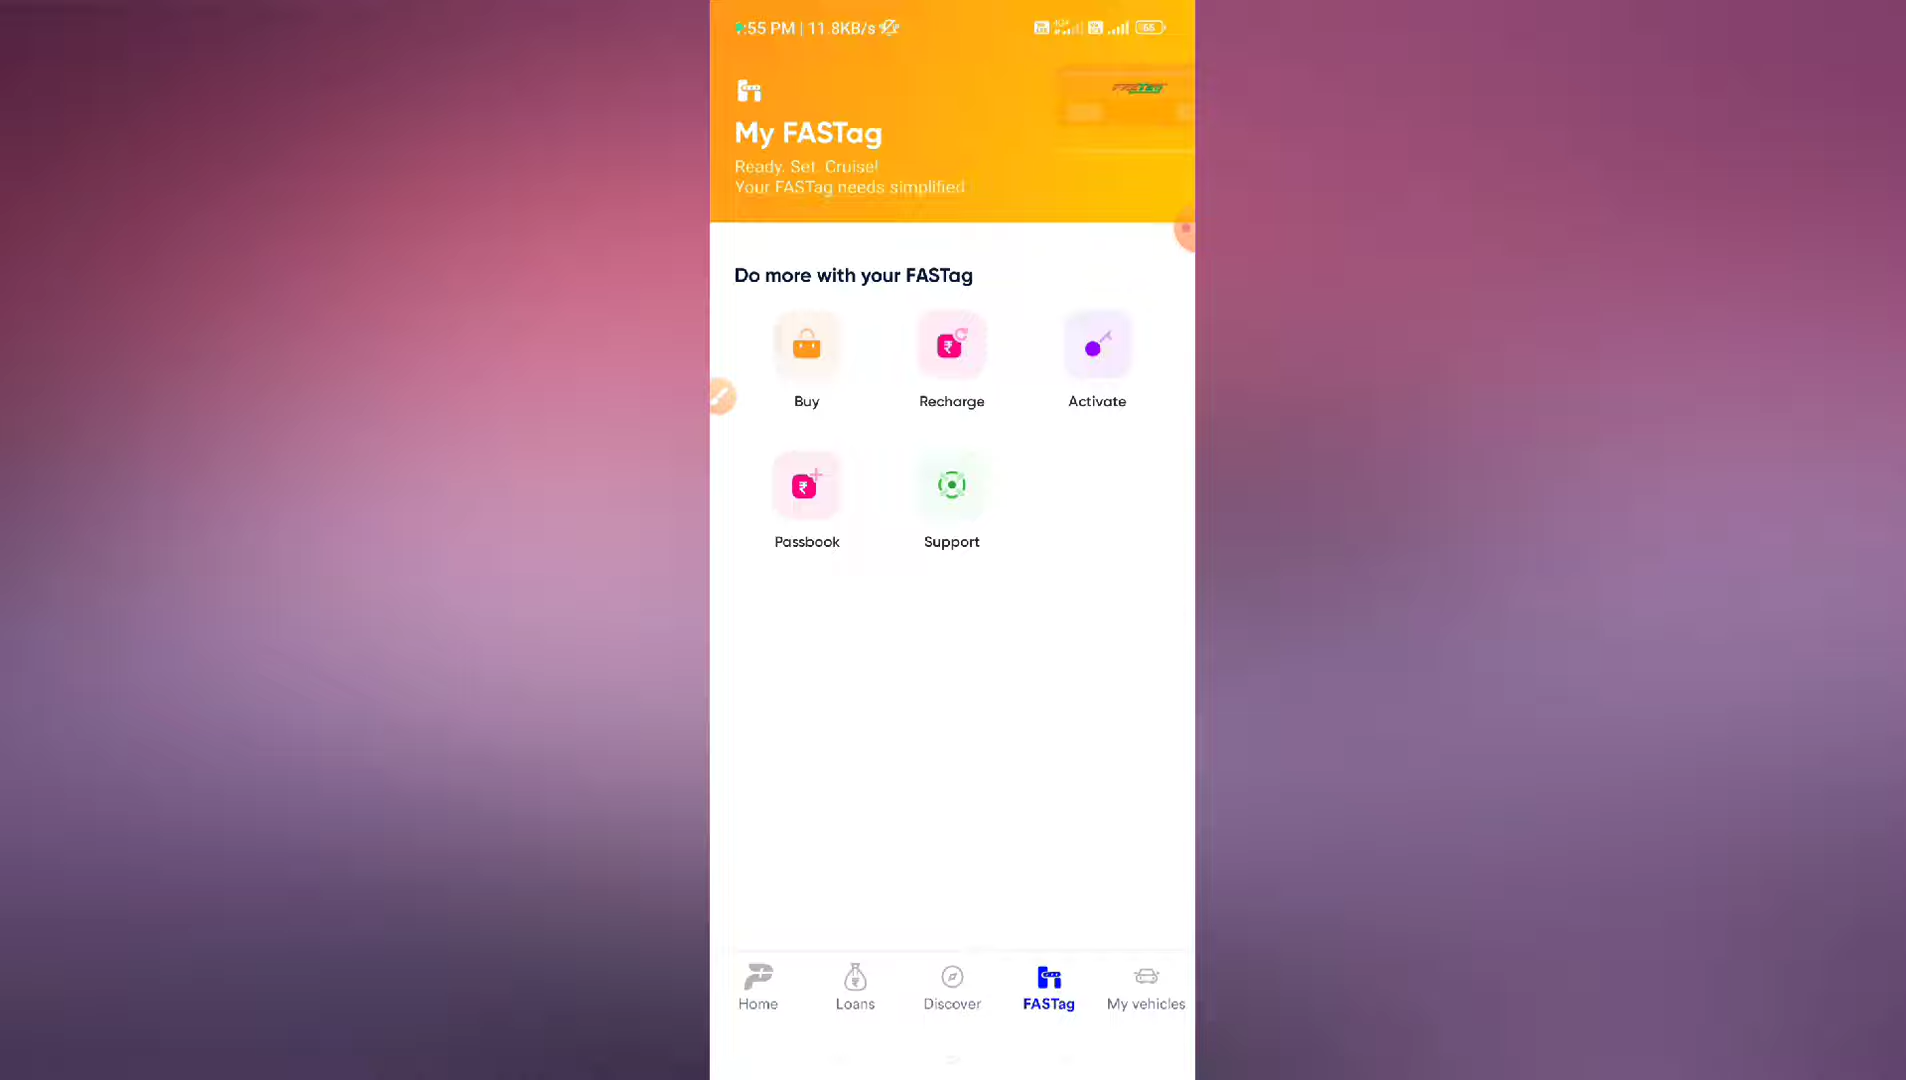 :55 PM | 11.8KB/s
55
My FASTag
Ready. Set. Cruise!
Your FASTag needs simplified
Do more with your FASTag
Buy
Recharge
Activate
Passbook
Support
Home
Loans
Discover
FASTag
My vehicles